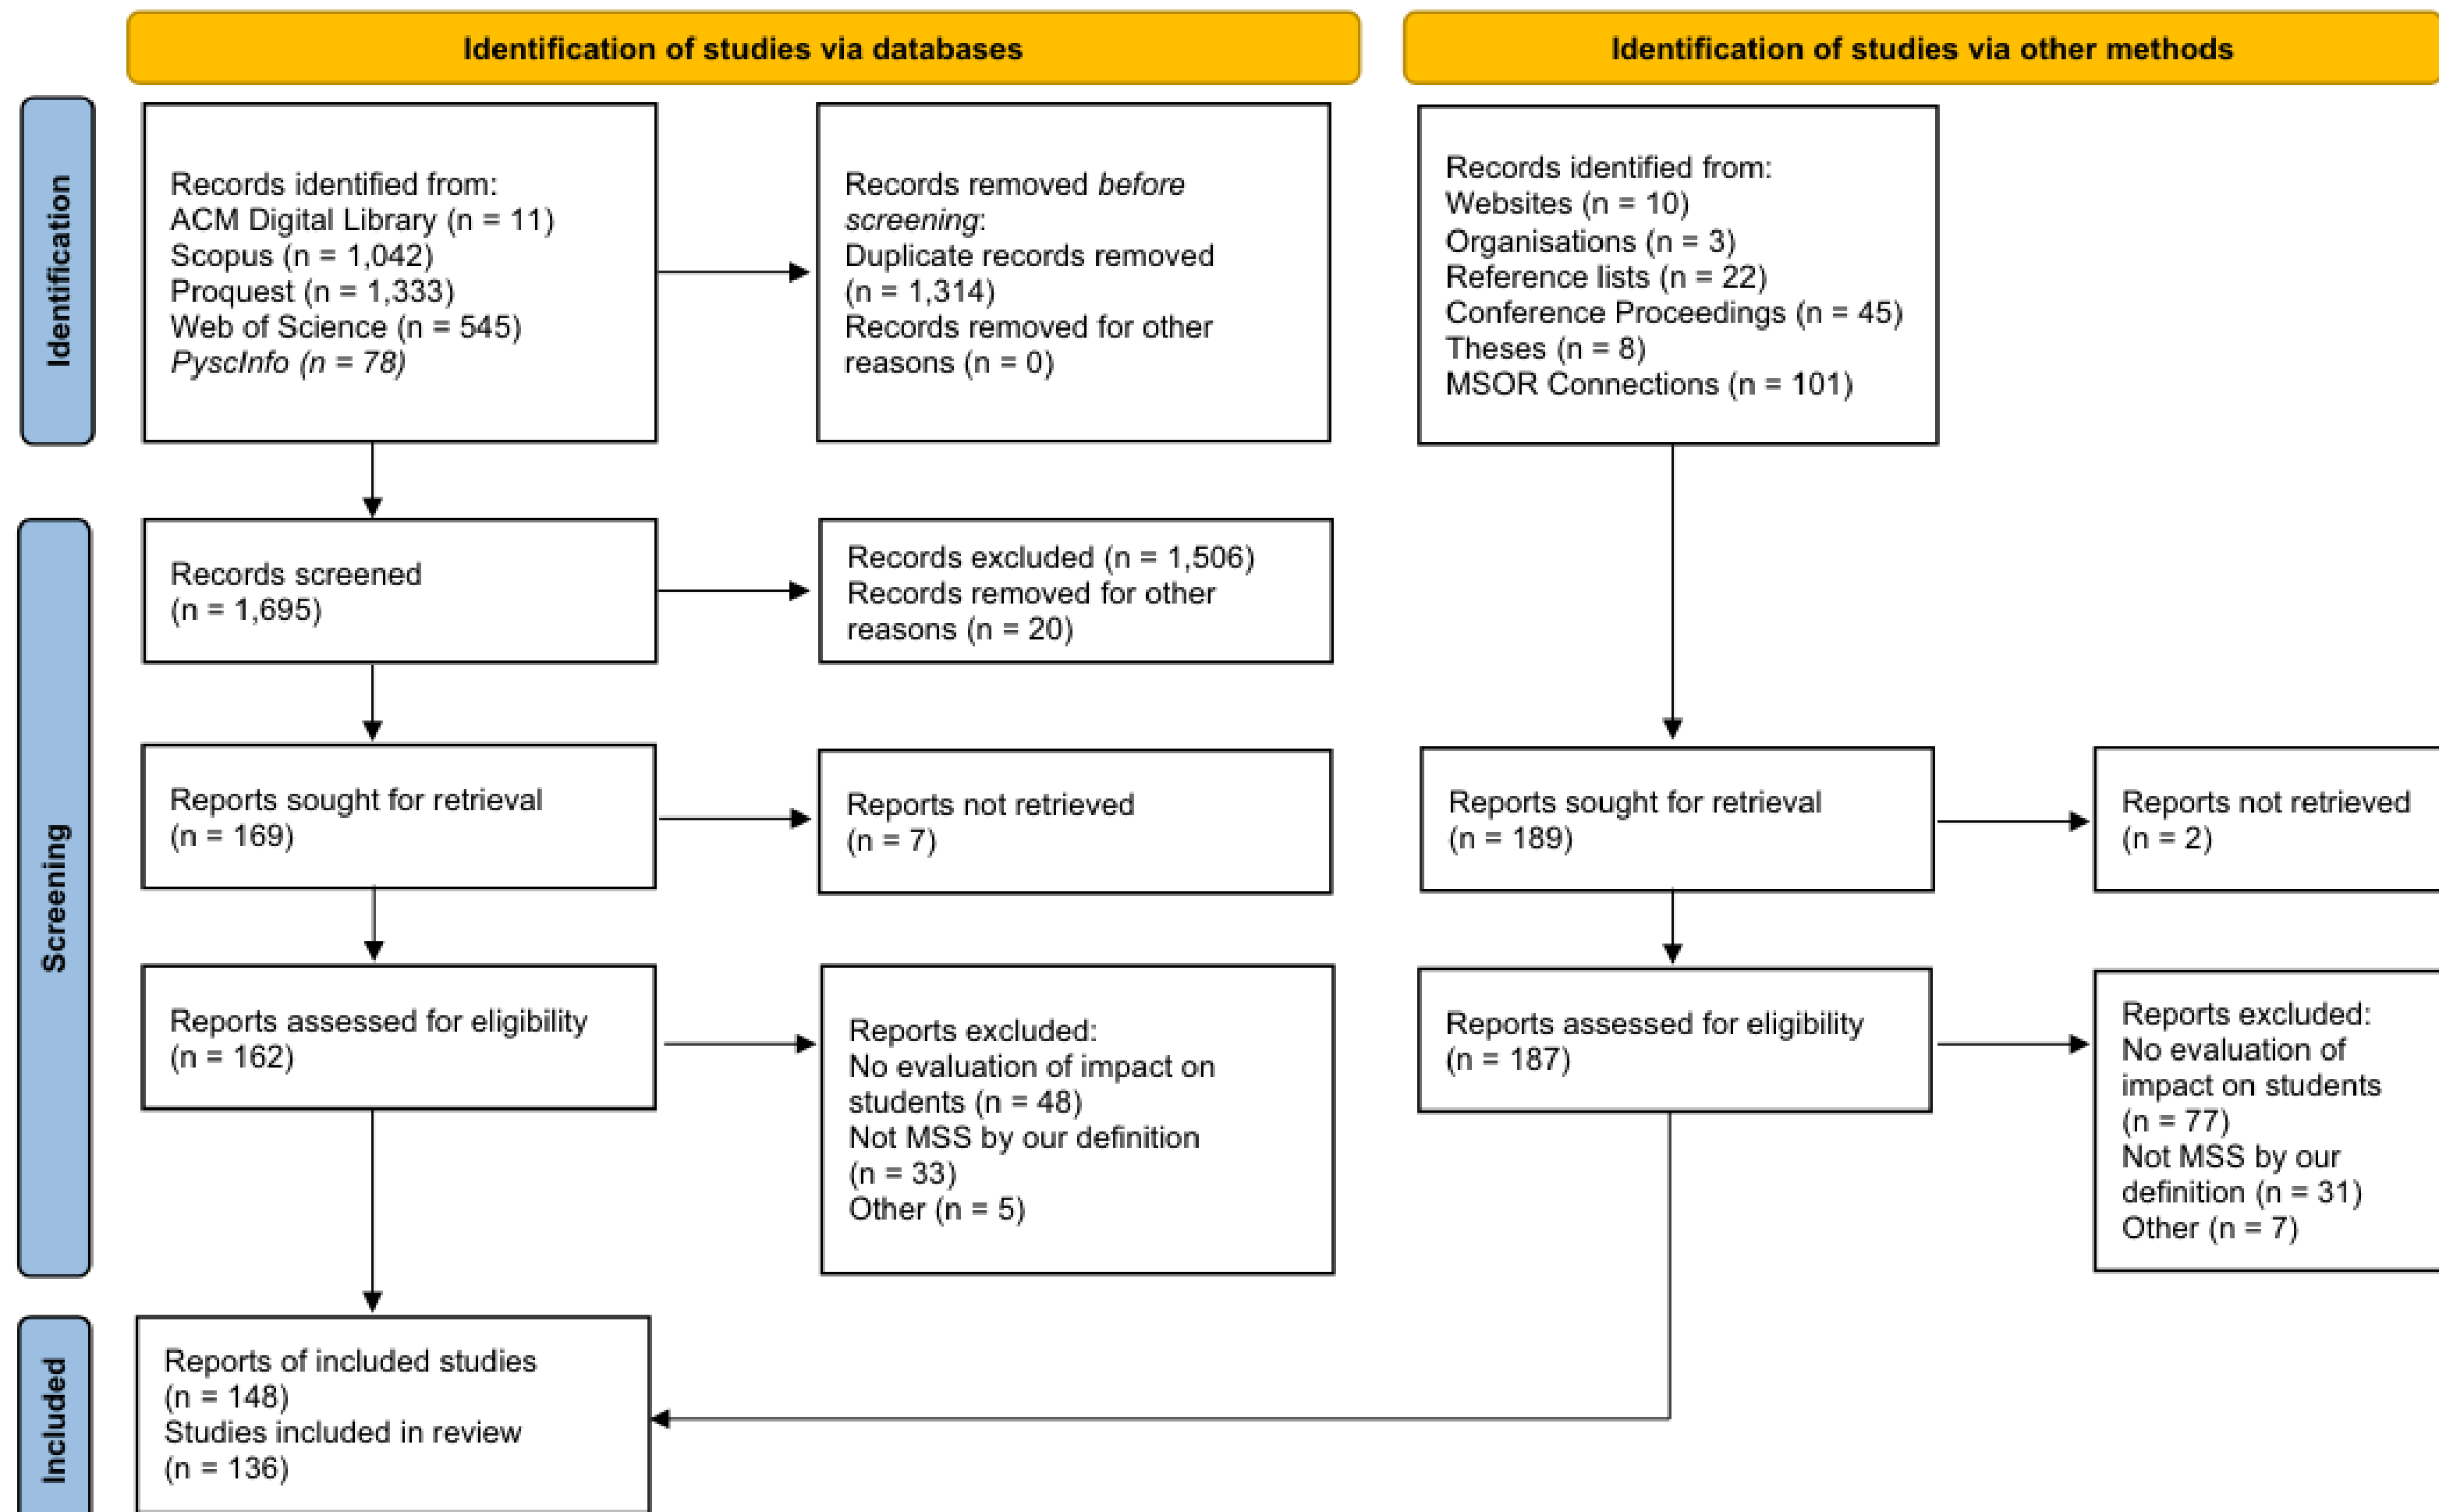 Identification of studies via databases
Identification of studies via other methods
Identification
Records identified from:
ACM Digital Library (n = 11)
Scopus (n = 1,042)
Proquest (n = 1,333)
Web of Science (n = 545)
PyscInfo (n = 78)
Records removed before
screening:
Duplicate records removed
(n = 1,314)
Records removed for other
reasons (n = 0)
Records identified from:
Websites (n = 10)
Organisations (n = 3)
Reference lists (n = 22)
Conference Proceedings (n = 45)
Theses (n = 8)
MSOR Connections (n = 101)
Screening
Records screened
(n = 1,695)
Records excluded (n = 1,506)
Records removed for other
reasons (n = 20)
Reports sought for retrieval
(n = 169)
Reports not retrieved
(n = 7)
Reports sought for retrieval
(n = 189)
Reports not retrieved
(n = 2)
Reports assessed for eligibility
(n = 162)
Reports excluded:
No evaluation of impact on
students (n = 48)
Not MSS by our definition
(n = 33)
Other (n = 5)
Reports assessed for eligibility
(n = 187)
Reports excluded:
No evaluation of
impact on students
(n = 77)
Not MSS by our
definition (n = 31)
Other (n = 7)
Included
Reports of included studies
(n = 148)
Studies included in review
(n = 136)